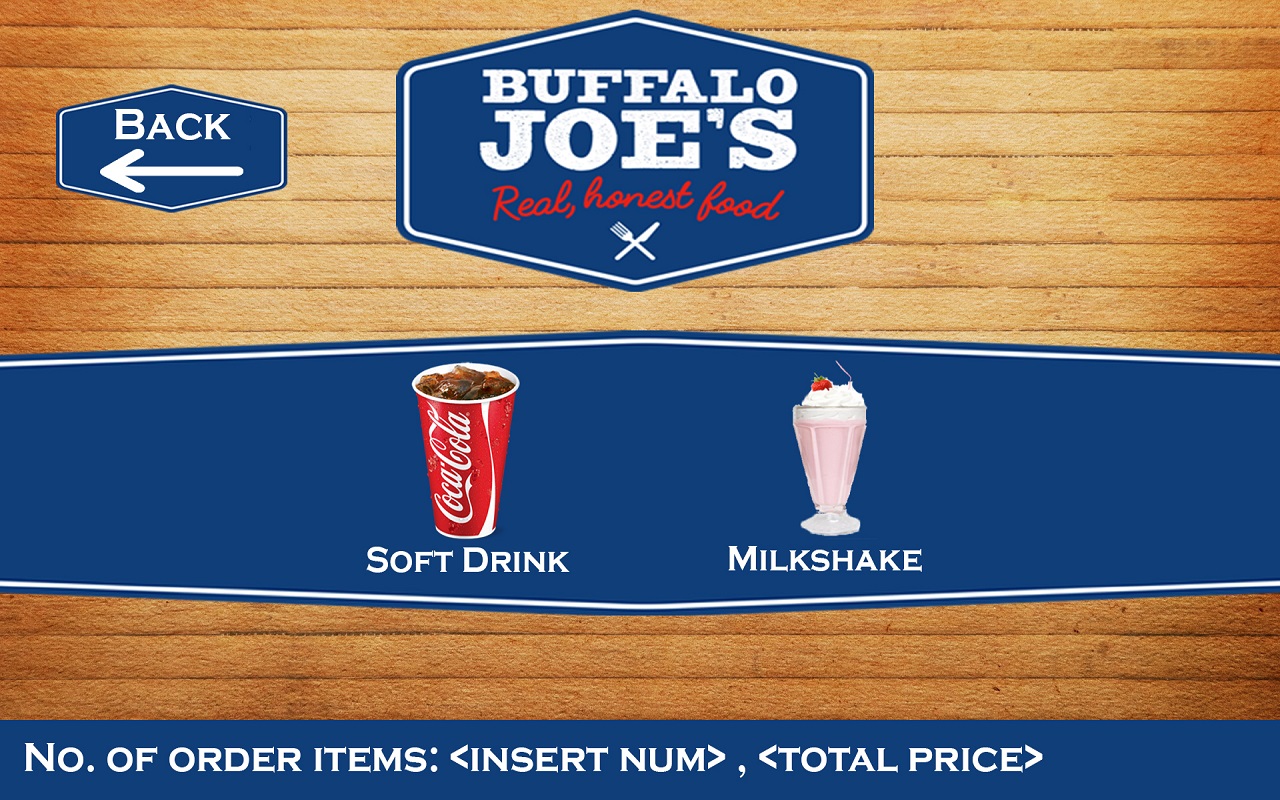 BUFFALO
JOE'S
Real, honest food
BACK
Coca-Cola
SOFT DRINK
MILKSHAKE
NO. OF ORDER ITEMS: <INSERT NUM> , <TOTAL PRICE>